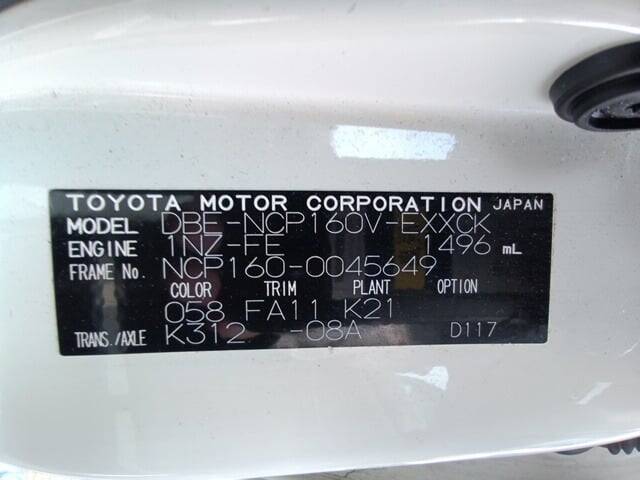 TOYOTA MOTOR CORPORATION JAPAN
MODEL DBE-NCP160V-EXXCK
ENGINE 1NZ-FE 1496 mL
FRAME No. NCP160-0045649
COLOR TRIM PLANT OPTION
058 FA11 K21
TRANS./AXLE K312 -08A D117